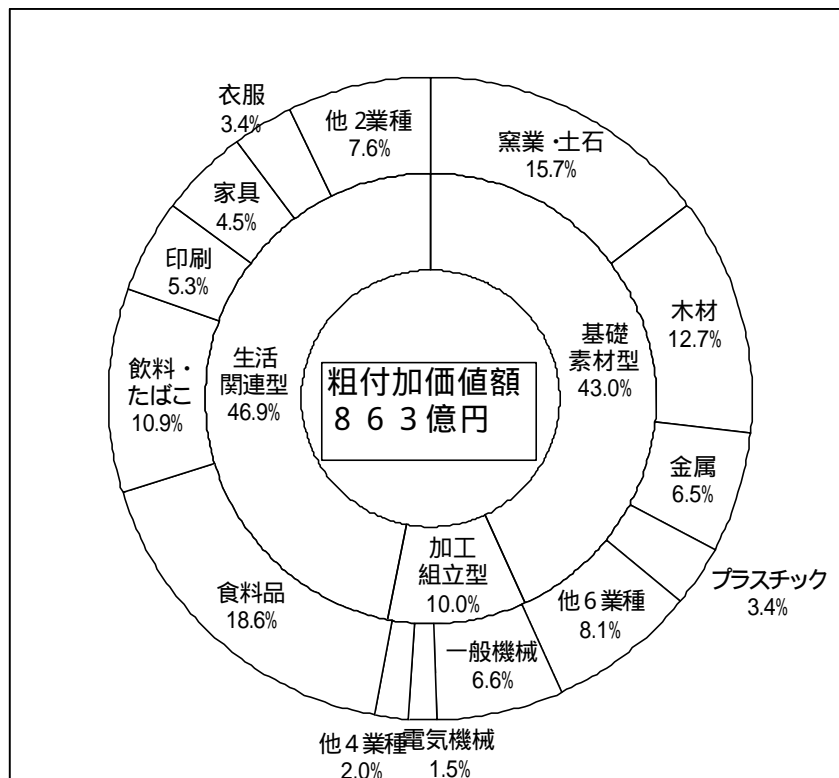 衣服
3.4%
他2業種
7.6%
窯業・土石
15.7%
家具
4.5%
印刷
5.3%
木材
12.7%
飲料・
たばこ
10.9%
生活
関連型
46.9%
粗付加価値額
863億円
基礎
素材型
43.0%
金属
6.5%
プラスチック
3.4%
加工
組立型
10.0%
食料品
18.6%
他6業種
8.1%
一般機械
6.6%
他4業種
2.0%
電気機械
1.5%